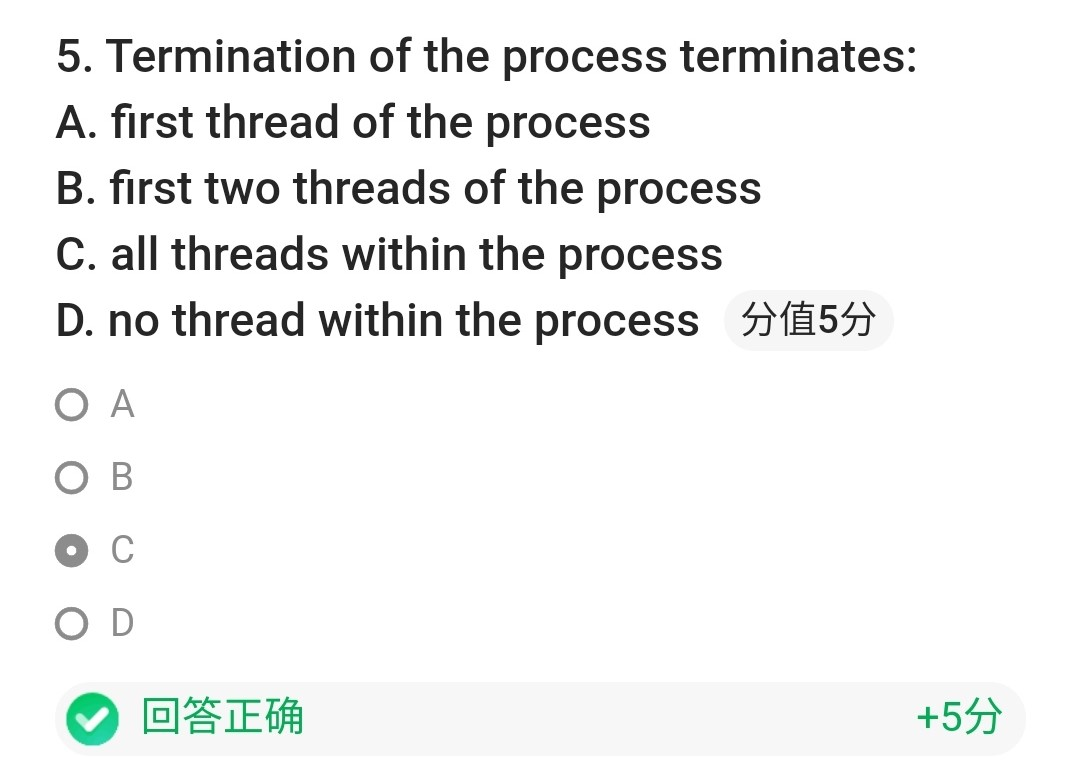 5. Termination of the process terminates:
A. first thread of the process
B. first two threads of the process
C. all threads within the process
D. no thread within the process 分值5分
A
B
C
D
回答正确 +5分